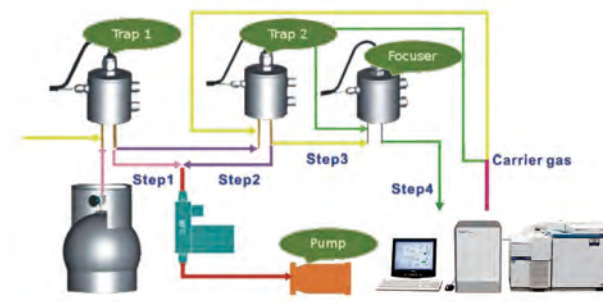 Trap 1
Trap 2
Focuser
Carrier gas
Step1
Step2
Step3
Step4
Pump